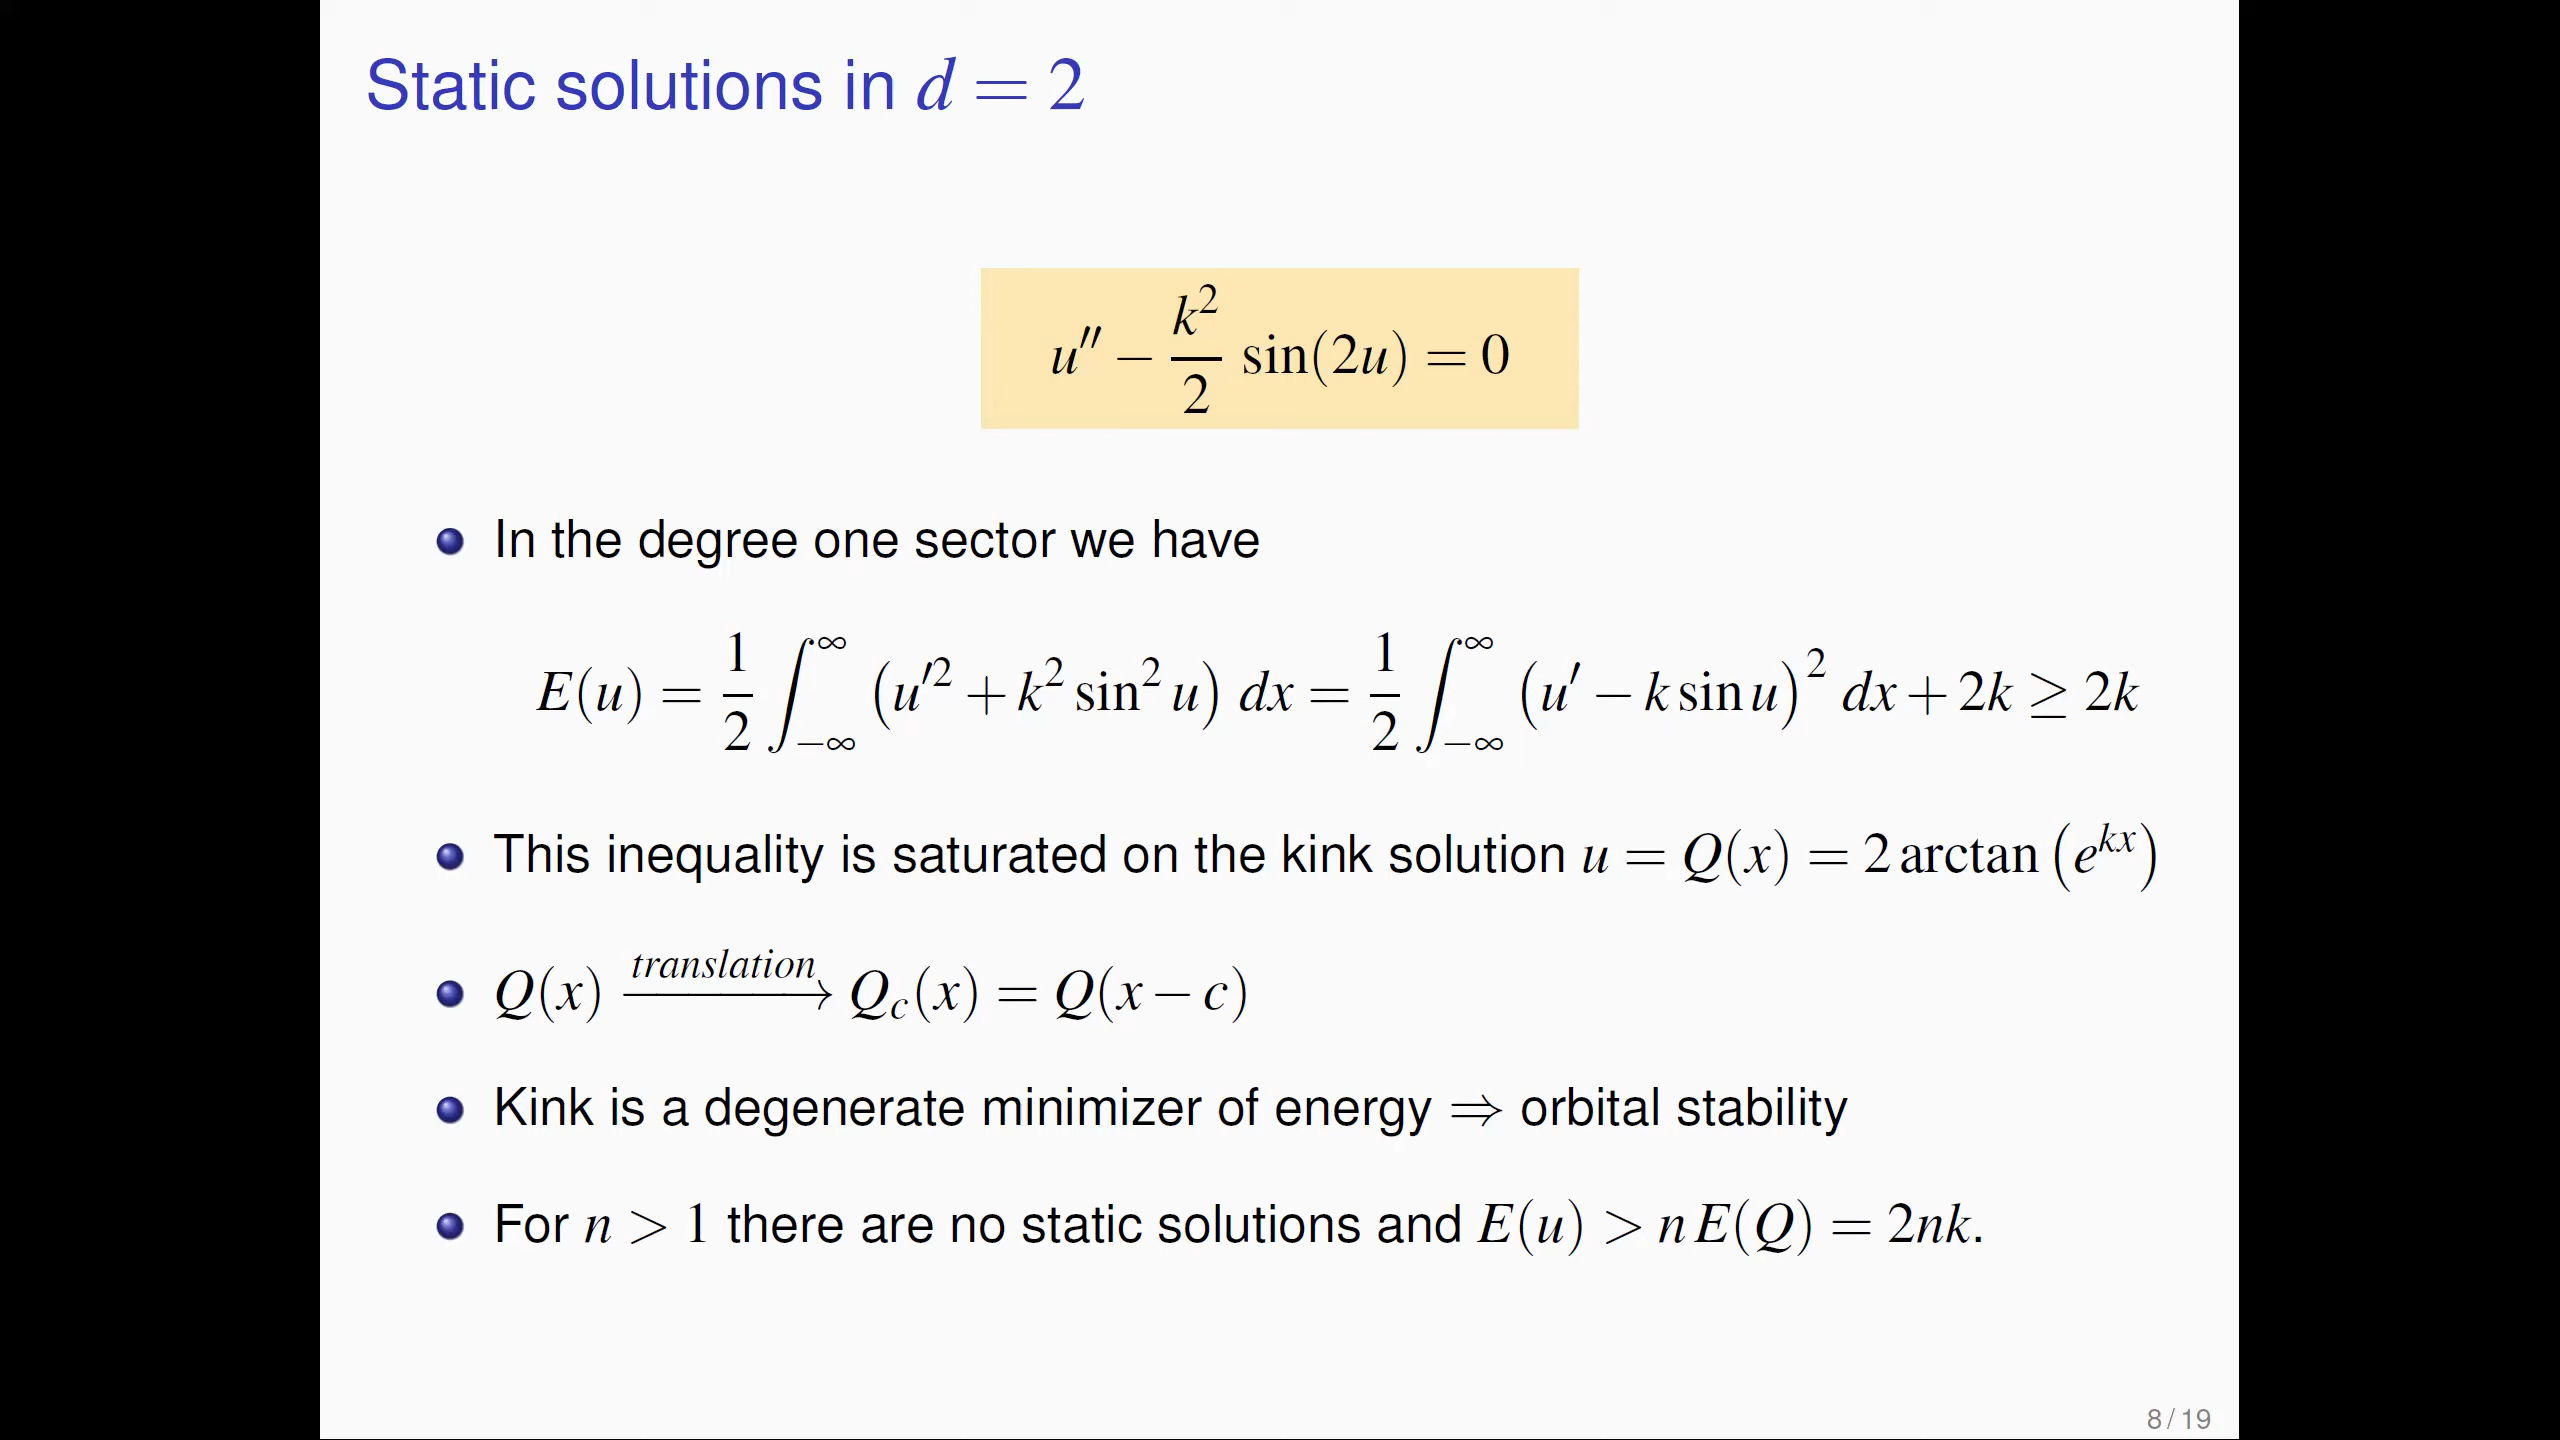 Static solutions in d = 2
u″ − k²/2 sin(2u) = 0
In the degree one sector we have
E(u) = 1/2 ∫_{−∞}^{∞} (u′² + k² sin² u) dx = 1/2 ∫_{−∞}^{∞} (u′ − k sin u)² dx + 2k ≥ 2k
This inequality is saturated on the kink solution u = Q(x) = 2 arctan (e^{kx})
Q(x) \xrightarrow{translation} Q_c(x) = Q(x − c)
Kink is a degenerate minimizer of energy ⇒ orbital stability
For n > 1 there are no static solutions and E(u) > n E(Q) = 2nk.
8 / 19